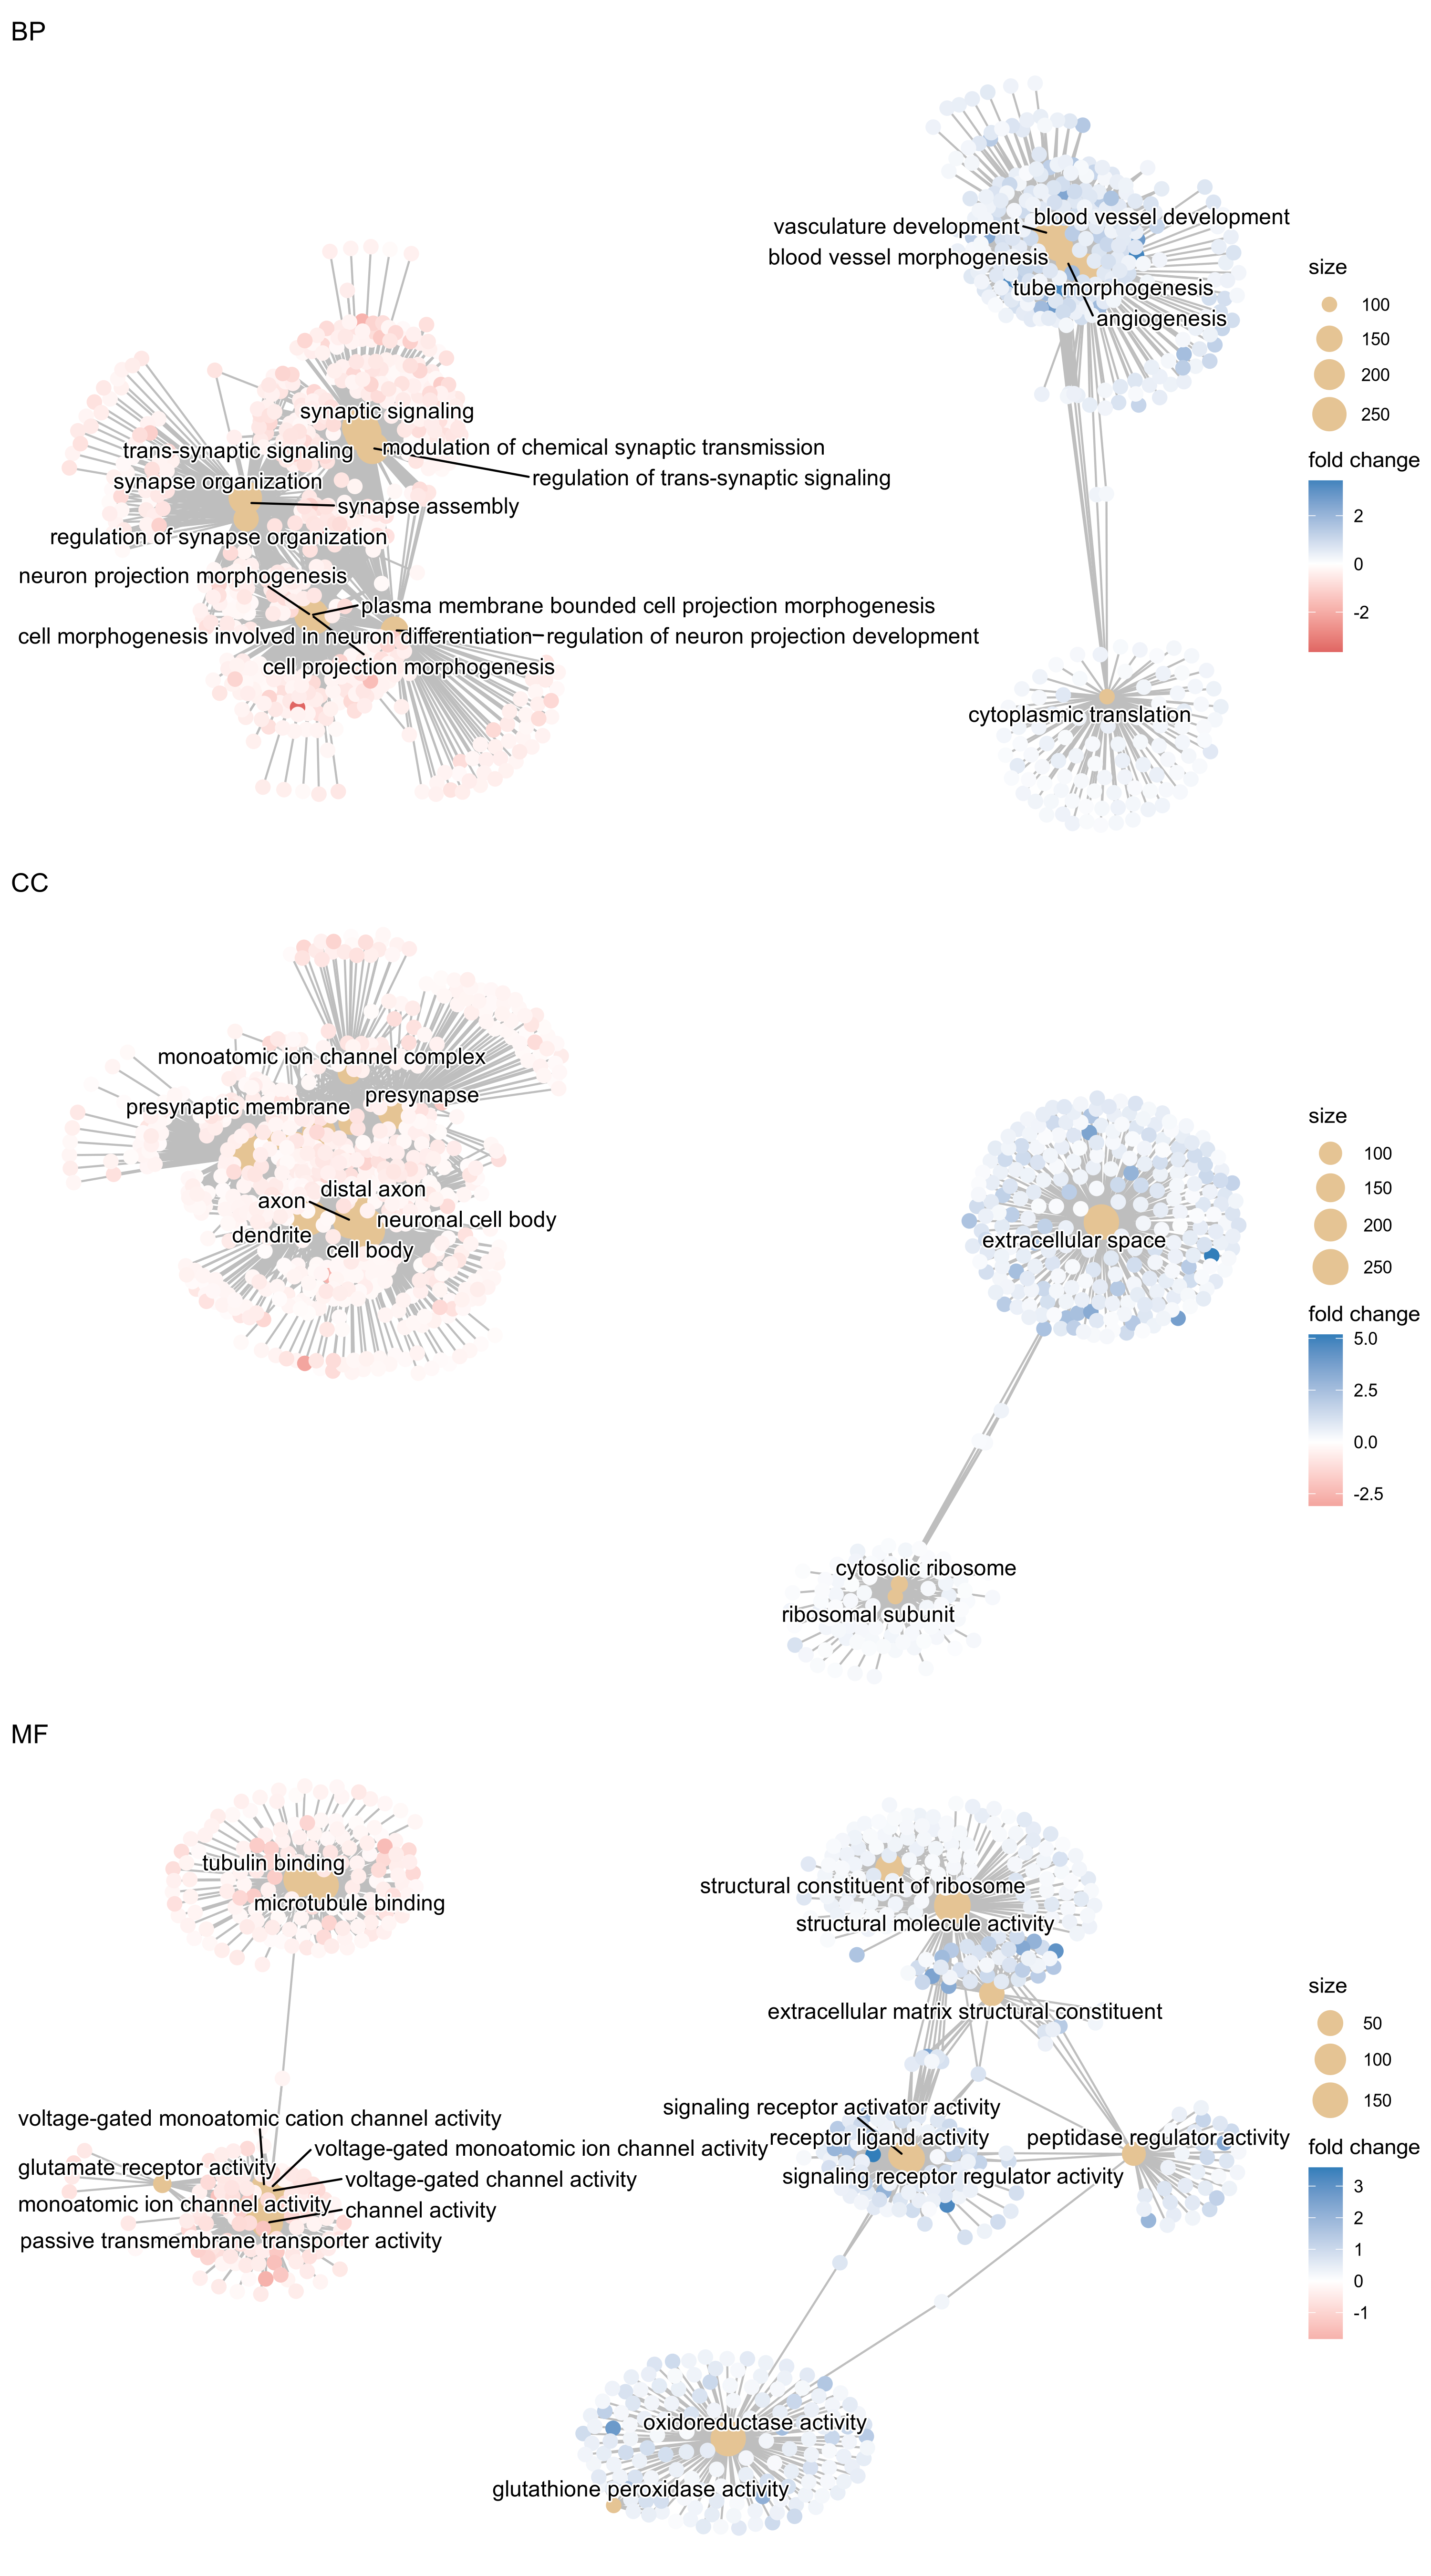 BP
vasculature development
blood vessel development
blood vessel morphogenesis
tube morphogenesis
angiogenesis
synaptic signaling
trans-synaptic signaling
modulation of chemical synaptic transmission
synapse organization
regulation of trans-synaptic signaling
synapse assembly
regulation of synapse organization
neuron projection morphogenesis
plasma membrane bounded cell projection morphogenesis
cell morphogenesis involved in neuron differentiation
regulation of neuron projection development
cell projection morphogenesis
cytoplasmic translation
size
100
150
200
250
fold change
2
0
-2
CC
monoatomic ion channel complex
presynapse
presynaptic membrane
distal axon
axon
neuronal cell body
dendrite
cell body
extracellular space
cytosolic ribosome
ribosomal subunit
size
100
150
200
250
fold change
5.0
2.5
0.0
-2.5
MF
tubulin binding
microtubule binding
structural constituent of ribosome
structural molecule activity
extracellular matrix structural constituent
voltage-gated monoatomic cation channel activity
voltage-gated monoatomic ion channel activity
glutamate receptor activity
voltage-gated channel activity
monoatomic ion channel activity
channel activity
passive transmembrane transporter activity
signaling receptor activator activity
receptor ligand activity
peptidase regulator activity
signaling receptor regulator activity
oxidoreductase activity
glutathione peroxidase activity
size
50
100
150
fold change
3
2
1
0
-1